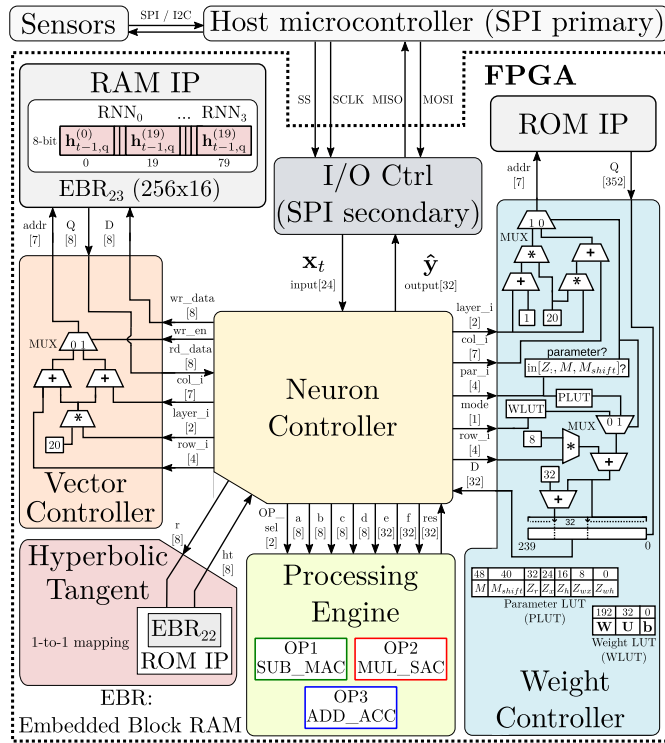 Sensors
SPI / I2C
Host microcontroller (SPI primary)
SS
SCLK
MISO
MOSI
FPGA
RAM IP
RNN0 ... RNN3
8-bit
h(0)t−1,q h(19)t−1,q h(19)t−1,q
0 19 79
EBR23 (256x16)
addr [7]
Q [8]
D [8]
I/O Ctrl
(SPI secondary)
xt
input[24]
ŷ
output[32]
ROM IP
addr [7]
Q [352]
MUX
1 0
*
+
+
*
1
20
parameter?
in[Z:, M, Mshift]?
PLUT
WLUT
0 1
MUX
8
*
+
32
+
32
239
0
48 40 32 24 16 8 0
M Mshift Zr Zx Zh Zwx Zwh
Parameter LUT
(PLUT)
192 32 0
W U b
Weight LUT
(WLUT)
Weight
Controller
layer_i
[2]
col_i
[7]
par_i
[4]
mode
[1]
row_i
[4]
D
[32]
Neuron
Controller
wr_data
[8]
wr_en
rd_data
[8]
col_i
[7]
layer_i
[2]
row_i
[4]
MUX
0 1
+
+
*
20
Vector
Controller
r
[8]
ht
[8]
Hyperbolic
Tangent
1-to-1 mapping
EBR22
ROM IP
OP_
sel
[2]
a
[8]
b
[8]
c
[8]
d
[8]
e
[32]
f
[32]
res
[32]
Processing
Engine
OP1
SUB_MAC
OP2
MUL_SAC
OP3
ADD_ACC
EBR:
Embedded Block RAM